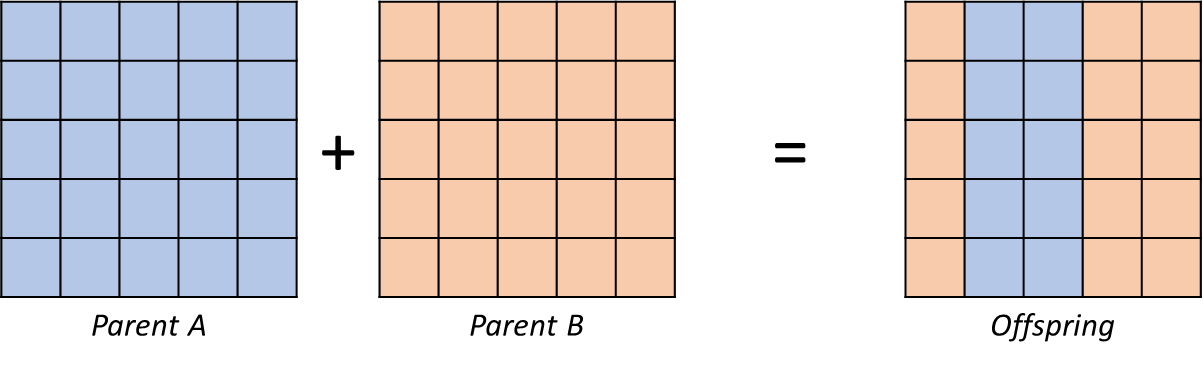 +
=
Parent A
Parent B
Offspring